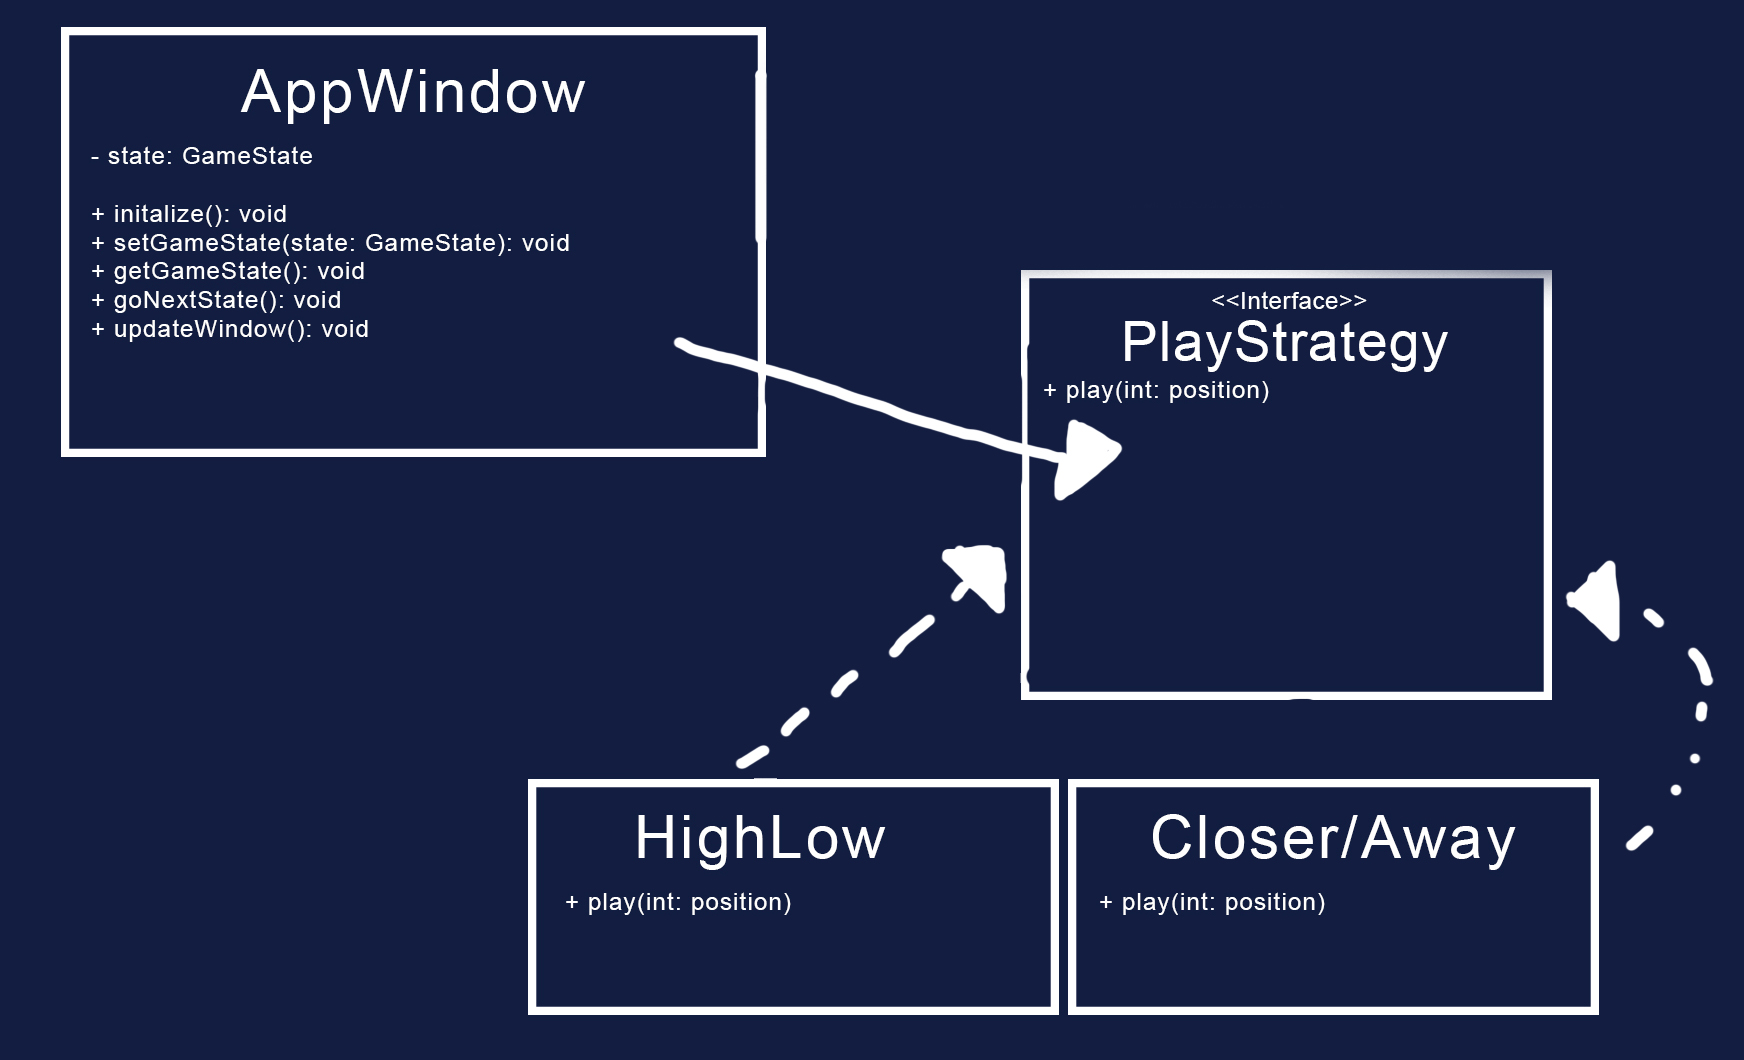 AppWindow
- state: GameState
+ initalize(): void
+ setGameState(state: GameState): void
+ getGameState(): void
+ goNextState(): void
+ updateWindow(): void
<<Interface>>
PlayStrategy
+ play(int: position)
HighLow
+ play(int: position)
Closer/Away
+ play(int: position)